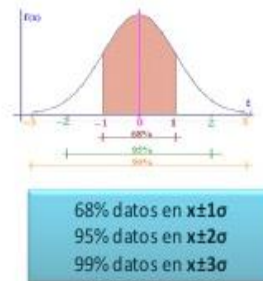 f(x)
-3 -2 -1 0 1 2 3
68%
95%
99%
68% datos en x±1σ
95% datos en x±2σ
99% datos en x±3σ